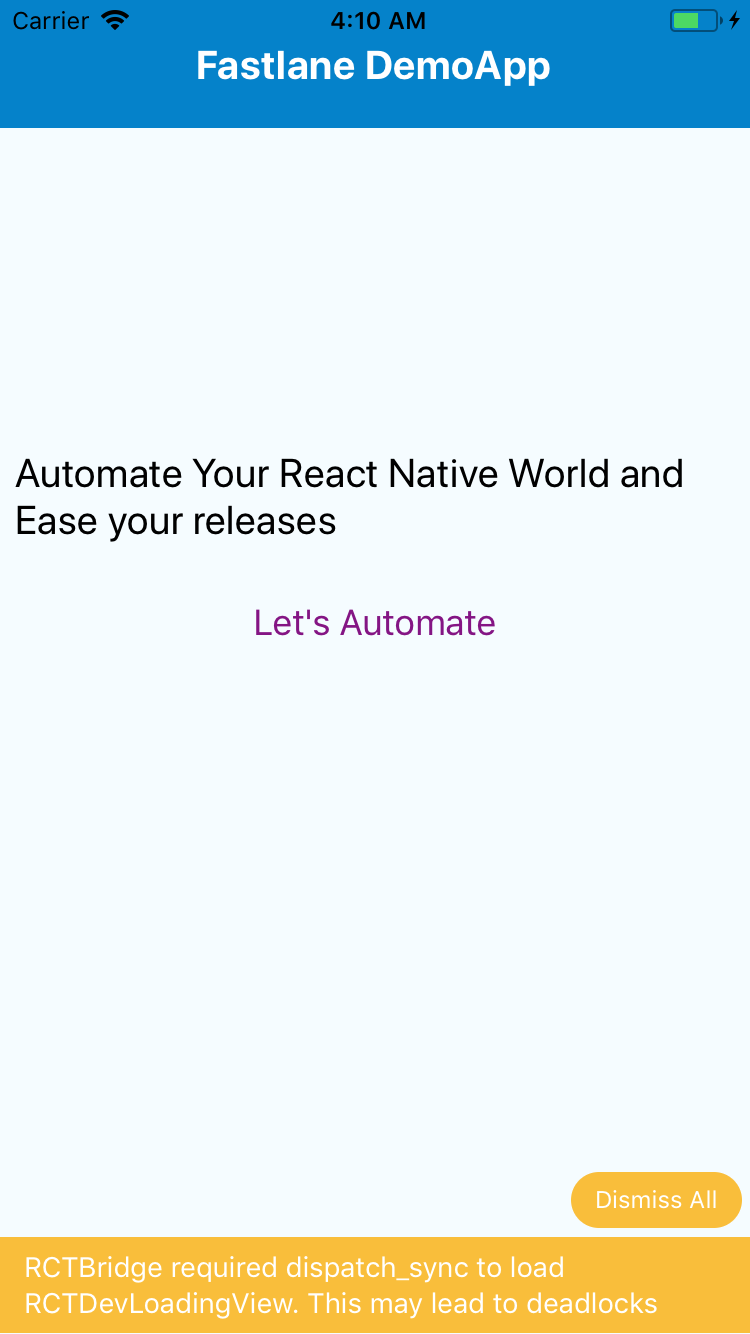 Carrier 4:10 AM
Fastlane DemoApp
Automate Your React Native World and
Ease your releases
Let's Automate
Dismiss All
RCTBridge required dispatch_sync to load
RCTDevLoadingView. This may lead to deadlocks